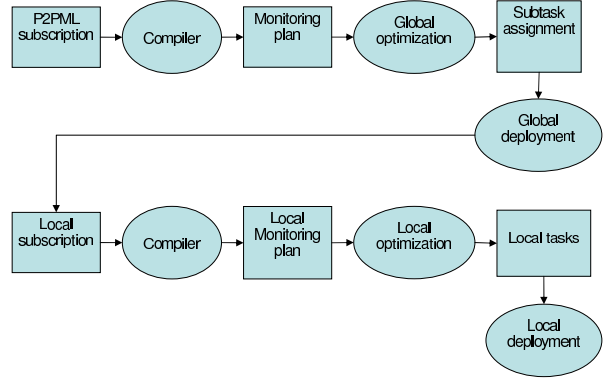 P2PML
subscription
Compiler
Monitoring
plan
Global
optimization
Subtask
assignment
Global
deployment
Local
subscription
Compiler
Local
Monitoring
plan
Local
optimization
Local tasks
Local
deployment